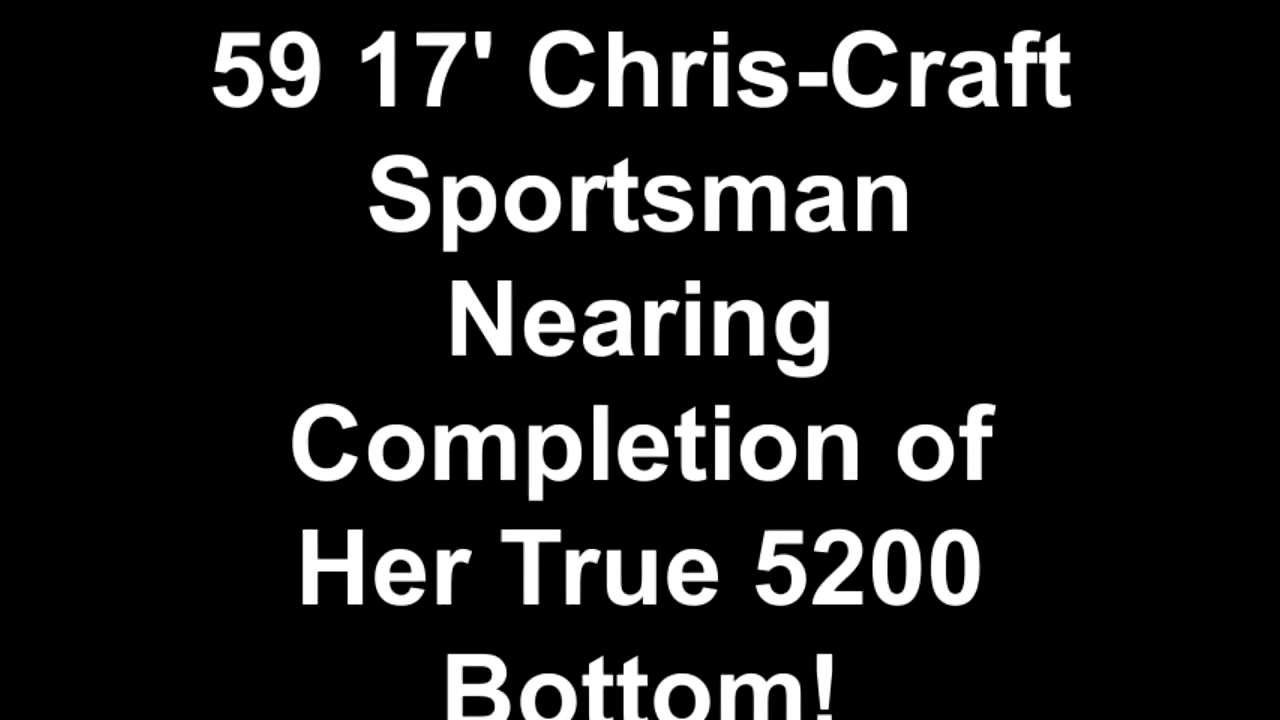 59 17' Chris-Craft
Sportsman
Nearing
Completion of
Her True 5200
Bottom!